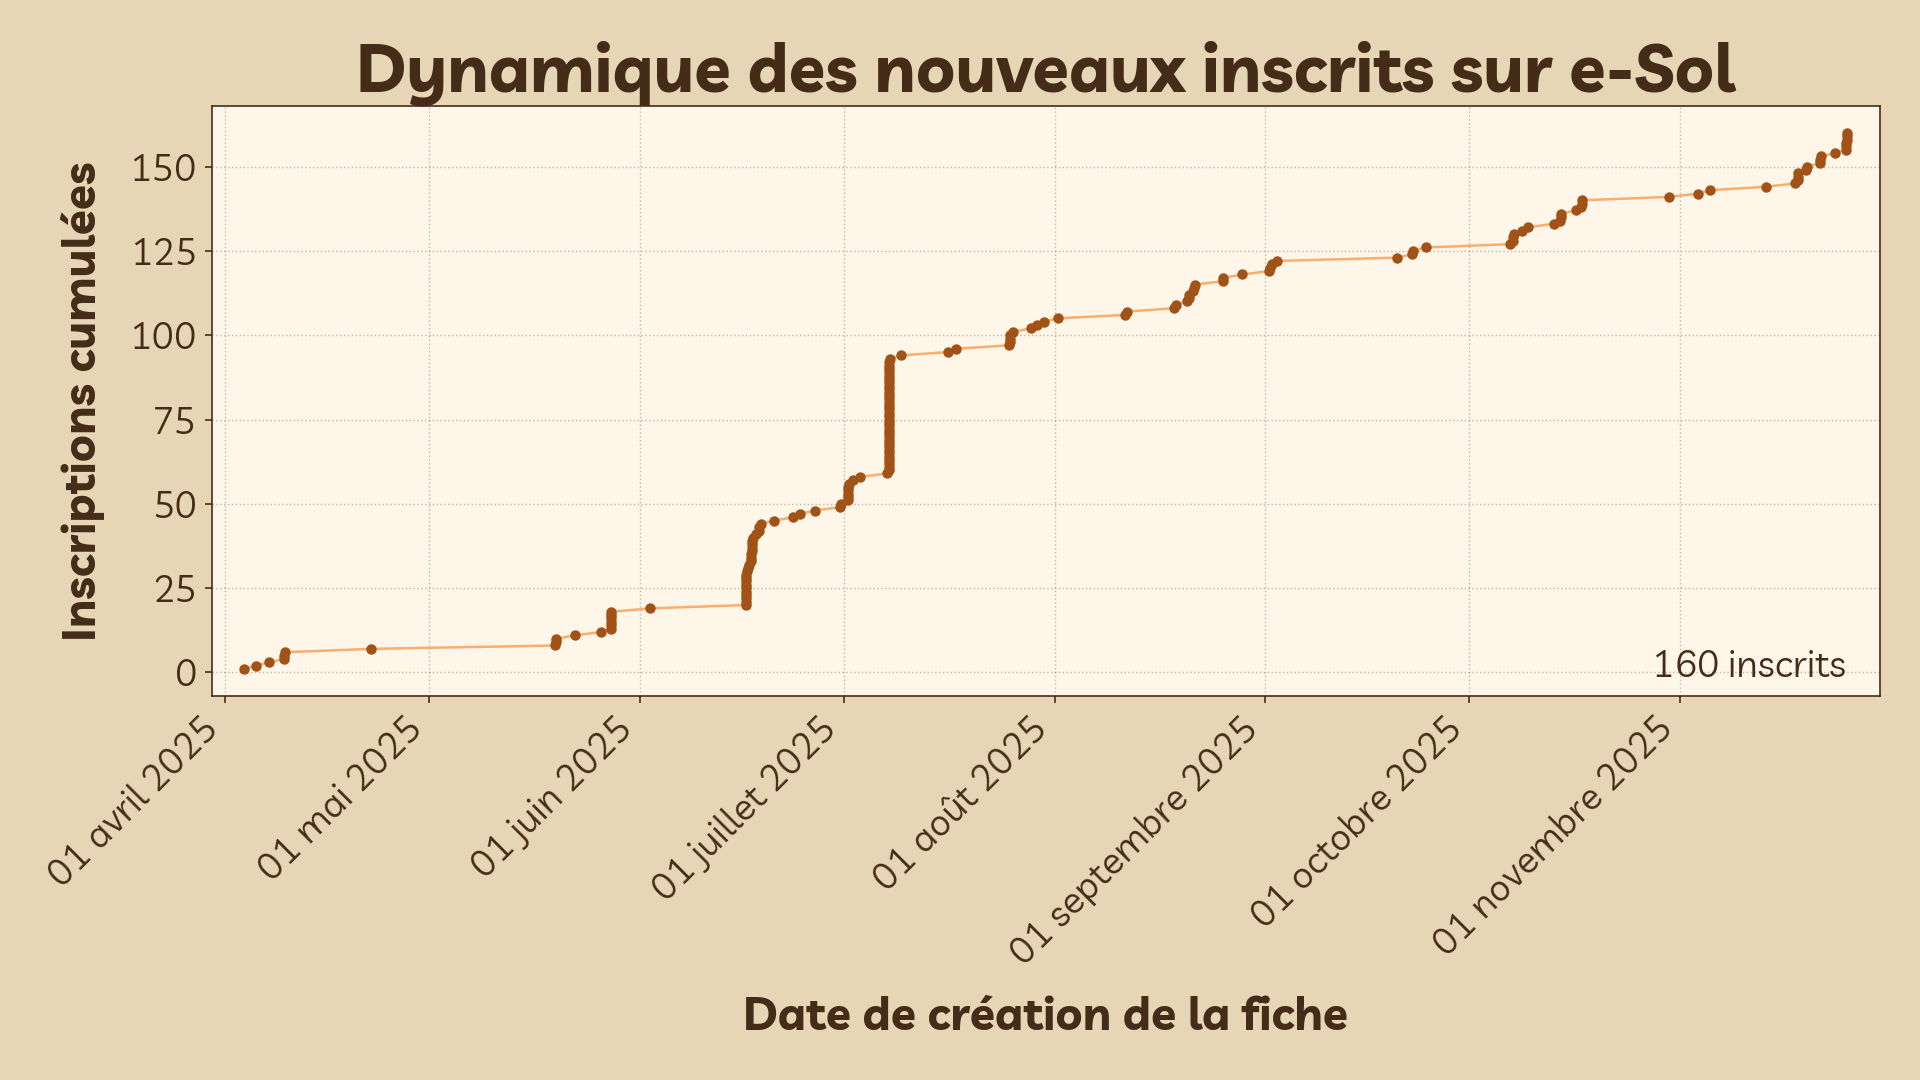 Dynamique des nouveaux inscrits sur e-Sol
Inscriptions cumulées
150
125
100
75
50
25
0
160 inscrits
01 avril 2025
01 mai 2025
01 juin 2025
01 juillet 2025
01 août 2025
01 septembre 2025
01 octobre 2025
01 novembre 2025
Date de création de la fiche